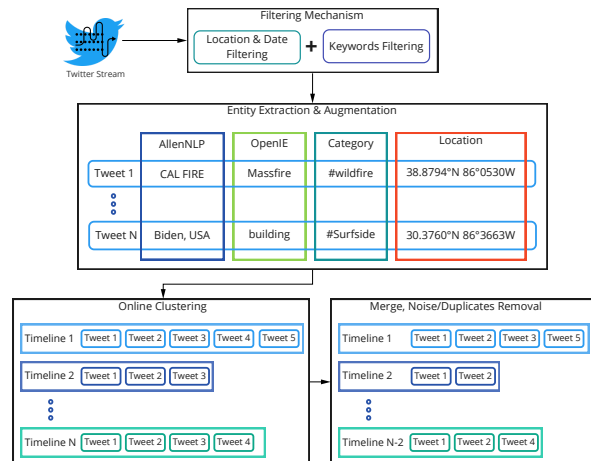 Filtering Mechanism
Location & Date
Filtering
+
Keywords Filtering
Twitter Stream
Entity Extraction & Augmentation
AllenNLP OpenIE Category Location
Tweet 1 CAL FIRE Massfire #wildfire 38.8794°N 86°0530W
Tweet N Biden, USA building #Surfside 30.3760°N 86°3663W
Online Clustering
Timeline 1 Tweet 1 Tweet 2 Tweet 3 Tweet 4 Tweet 5
Timeline 2 Tweet 1 Tweet 2 Tweet 3
Timeline N Tweet 1 Tweet 2 Tweet 3 Tweet 4
Merge, Noise/Duplicates Removal
Timeline 1 Tweet 1 Tweet 2 Tweet 3 Tweet 5
Timeline 2 Tweet 1 Tweet 2
Timeline N-2 Tweet 1 Tweet 2 Tweet 4